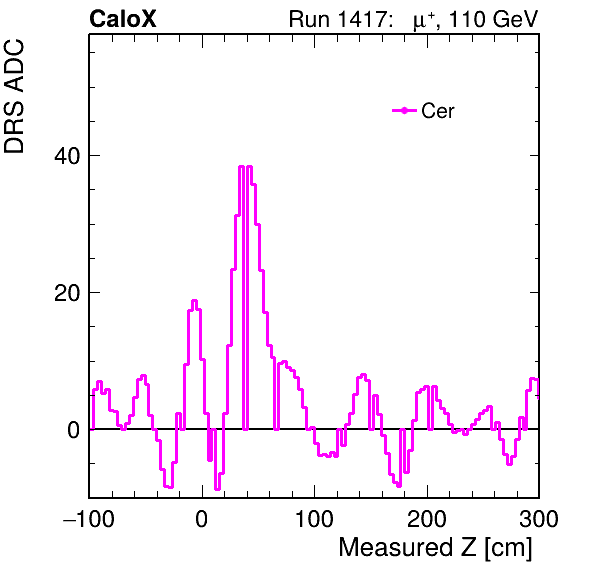 CaloX
Run 1417: μ⁺, 110 GeV
DRS ADC
Cer
40
20
0
−100 0 100 200 300
Measured Z [cm]